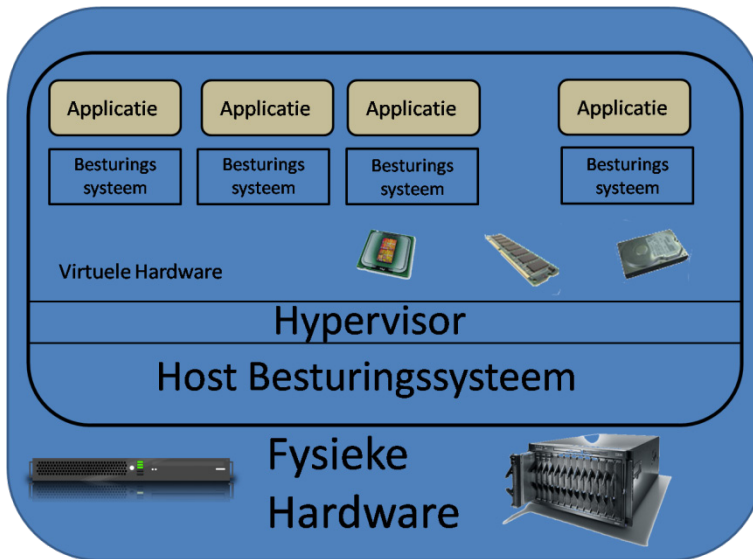 Applicatie Applicatie Applicatie Applicatie
Besturings Besturings Besturings Besturings
systeem systeem systeem systeem
Virtuele Hardware
Hypervisor
Host Besturingssysteem
Fysieke
Hardware